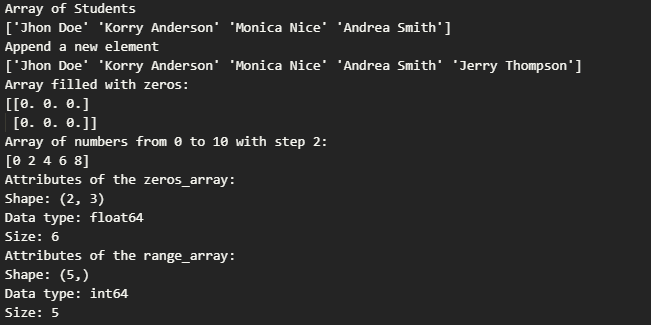 Array of Students
['Jhon Doe' 'Korry Anderson' 'Monica Nice' 'Andrea Smith']
Append a new element
['Jhon Doe' 'Korry Anderson' 'Monica Nice' 'Andrea Smith' 'Jerry Thompson']
Array filled with zeros:
[[0. 0. 0.]
 [0. 0. 0.]]
Array of numbers from 0 to 10 with step 2:
[0 2 4 6 8]
Attributes of the zeros_array:
Shape: (2, 3)
Data type: float64
Size: 6
Attributes of the range_array:
Shape: (5,)
Data type: int64
Size: 5